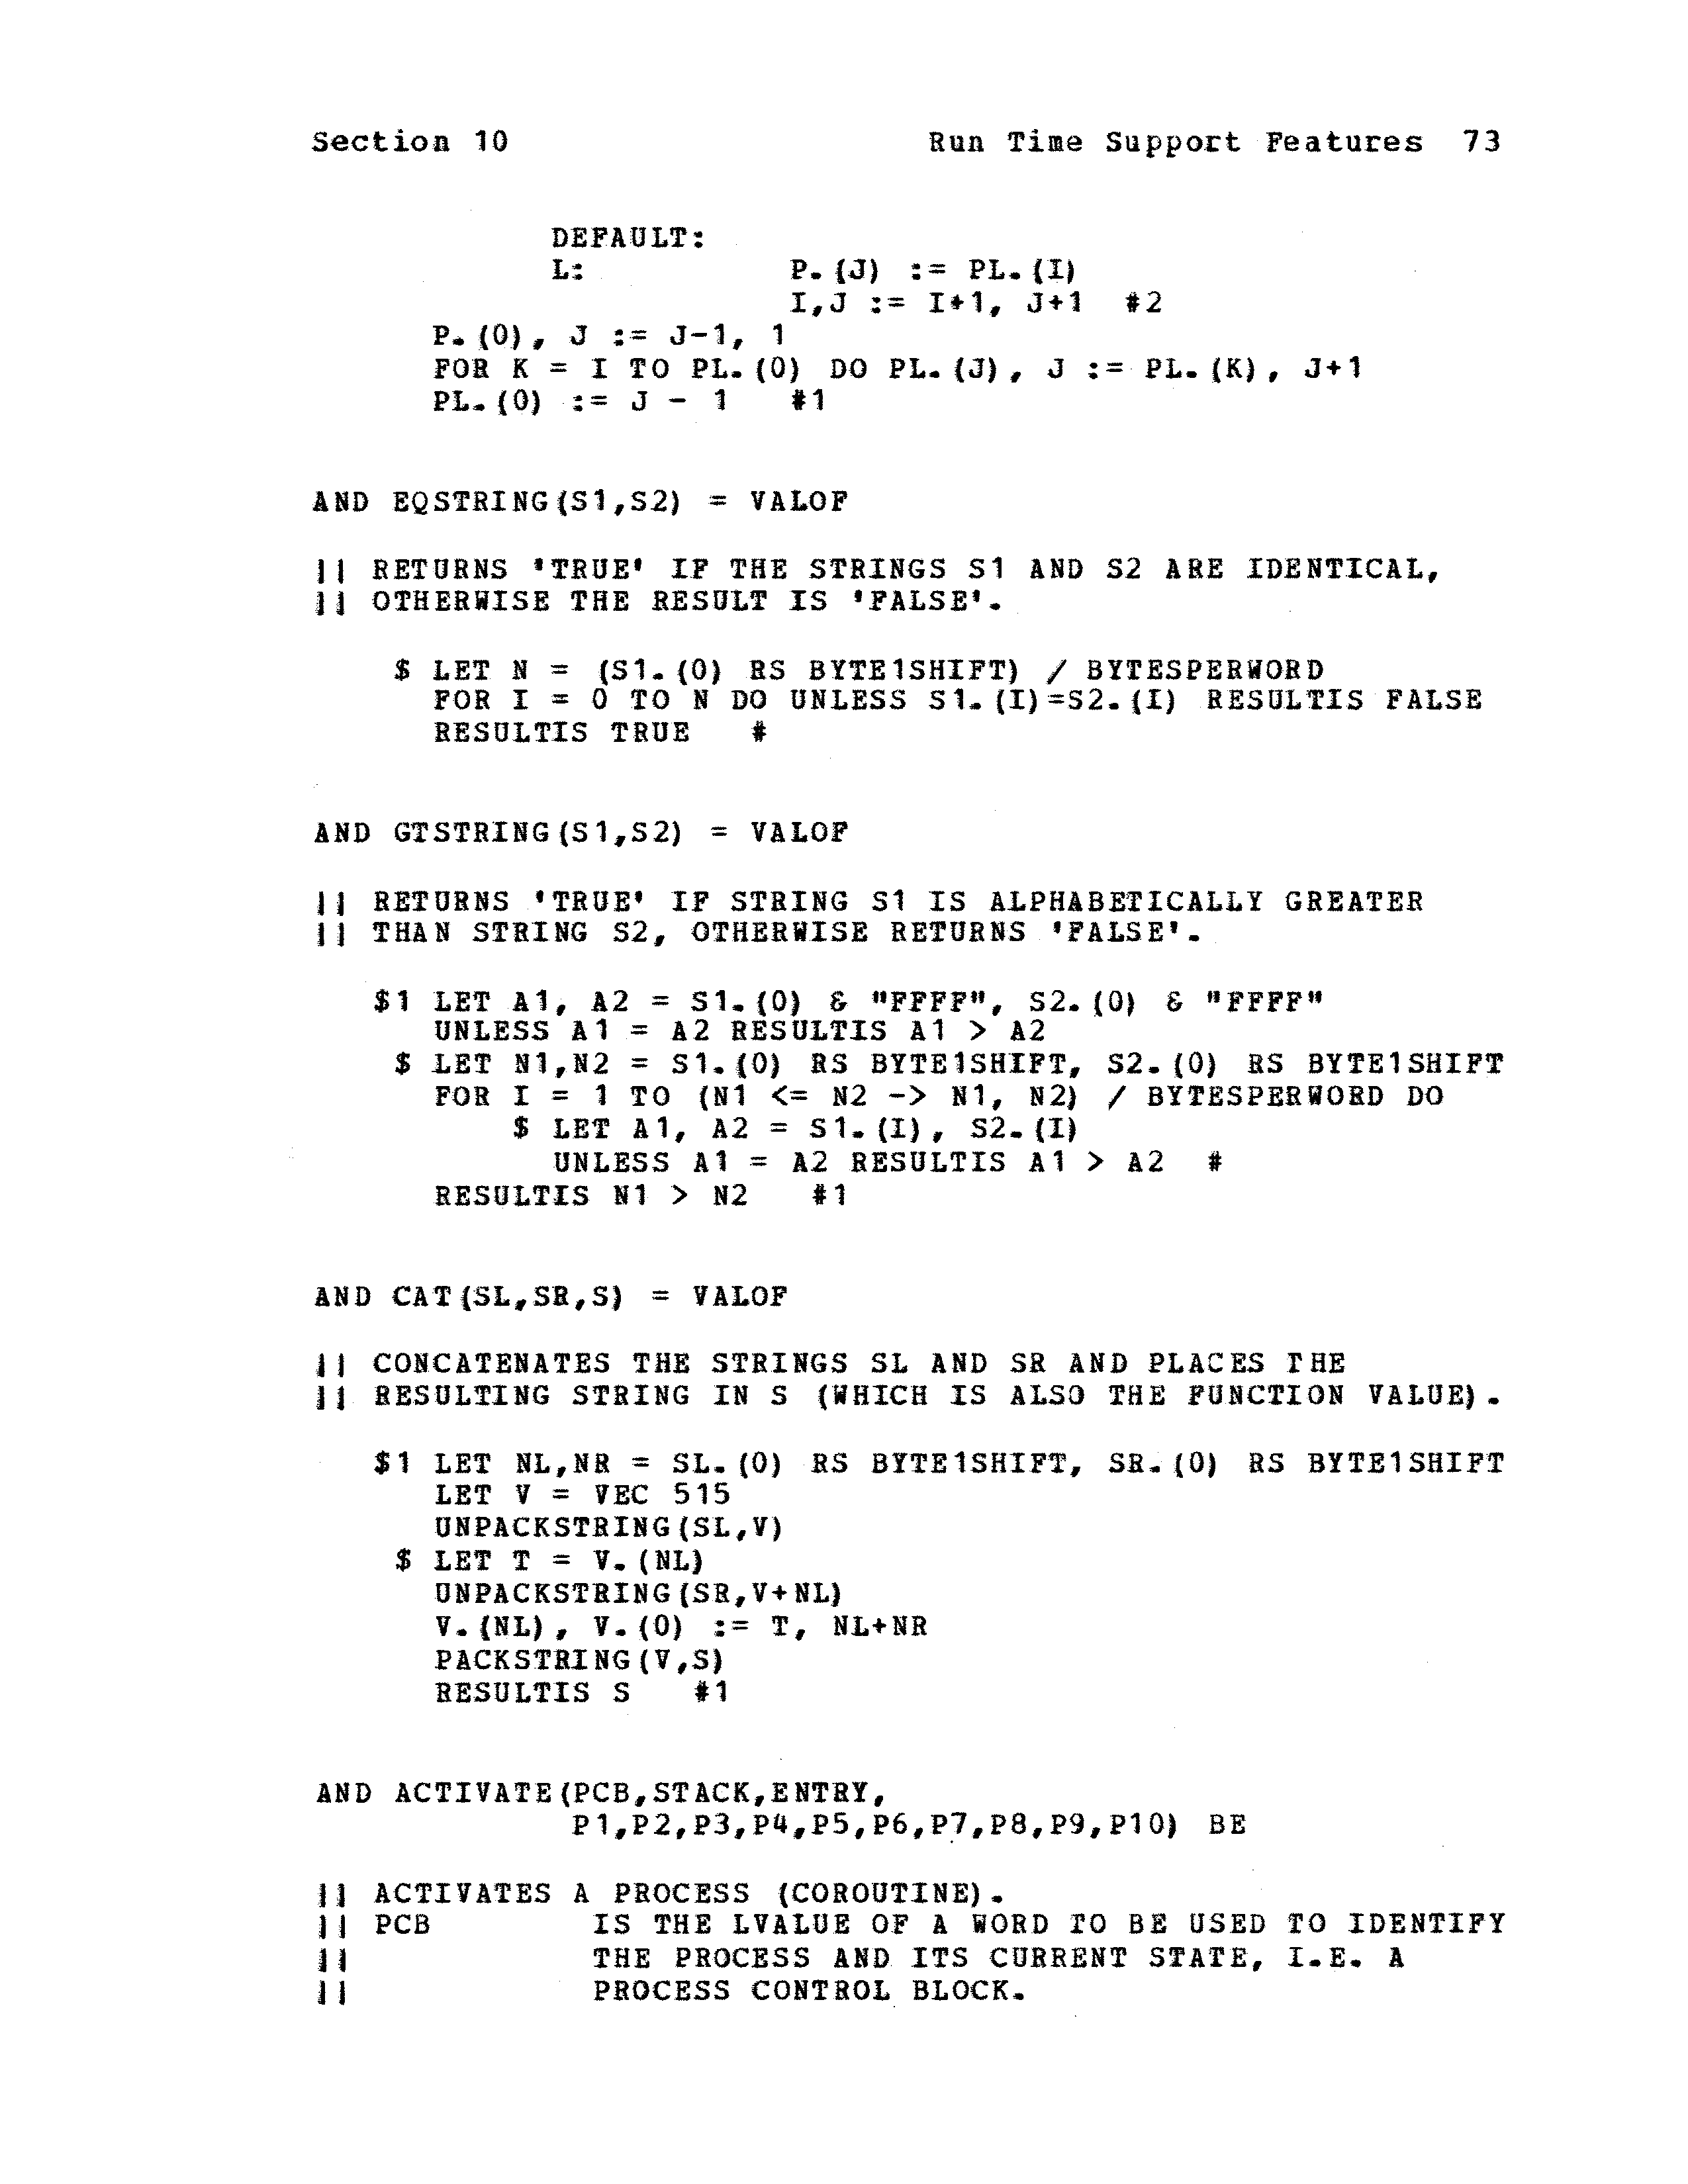 Section 10                     Run Time Support Features  73
            DEFAULT:
            L:          P.(J) := PL.(I)
                        I,J := I+1, J+1  #2
      P.(0), J := J-1, 1
      FOR K = I TO PL.(0) DO PL.(J), J := PL.(K), J+1
      PL.(0) := J - 1   #1
AND EQSTRING(S1,S2) = VALOF
|| RETURNS 'TRUE' IF THE STRINGS S1 AND S2 ARE IDENTICAL,
|| OTHERWISE THE RESULT IS 'FALSE'.
    $ LET N = (S1.(0) RS BYTE1SHIFT) / BYTESPERWORD
      FOR I = 0 TO N DO UNLESS S1.(I)=S2.(I) RESULTIS FALSE
      RESULTIS TRUE   #
AND GTSTRING(S1,S2) = VALOF
|| RETURNS 'TRUE' IF STRING S1 IS ALPHABETICALLY GREATER
|| THAN STRING S2, OTHERWISE RETURNS 'FALSE'.
   $1 LET A1, A2 = S1.(0) & "FFFF", S2.(0) & "FFFF"
      UNLESS A1 = A2 RESULTIS A1 > A2
    $ LET N1,N2 = S1.(0) RS BYTE1SHIFT, S2.(0) RS BYTE1SHIFT
      FOR I = 1 TO (N1 <= N2 -> N1, N2) / BYTESPERWORD DO
          $ LET A1, A2 = S1.(I), S2.(I)
            UNLESS A1 = A2 RESULTIS A1 > A2  #
      RESULTIS N1 > N2   #1
AND CAT(SL,SR,S) = VALOF
|| CONCATENATES THE STRINGS SL AND SR AND PLACES THE
|| RESULTING STRING IN S (WHICH IS ALSO THE FUNCTION VALUE).
   $1 LET NL,NR = SL.(0) RS BYTE1SHIFT, SR.(0) RS BYTE1SHIFT
      LET V = VEC 515
      UNPACKSTRING(SL,V)
    $ LET T = V.(NL)
      UNPACKSTRING(SR,V+NL)
      V.(NL), V.(0) := T, NL+NR
      PACKSTRING(V,S)
      RESULTIS S   #1
AND ACTIVATE(PCB,STACK,ENTRY,
             P1,P2,P3,P4,P5,P6,P7,P8,P9,P10) BE
|| ACTIVATES A PROCESS (COROUTINE).
|| PCB        IS THE LVALUE OF A WORD TO BE USED TO IDENTIFY
||            THE PROCESS AND ITS CURRENT STATE, I.E. A
||            PROCESS CONTROL BLOCK.